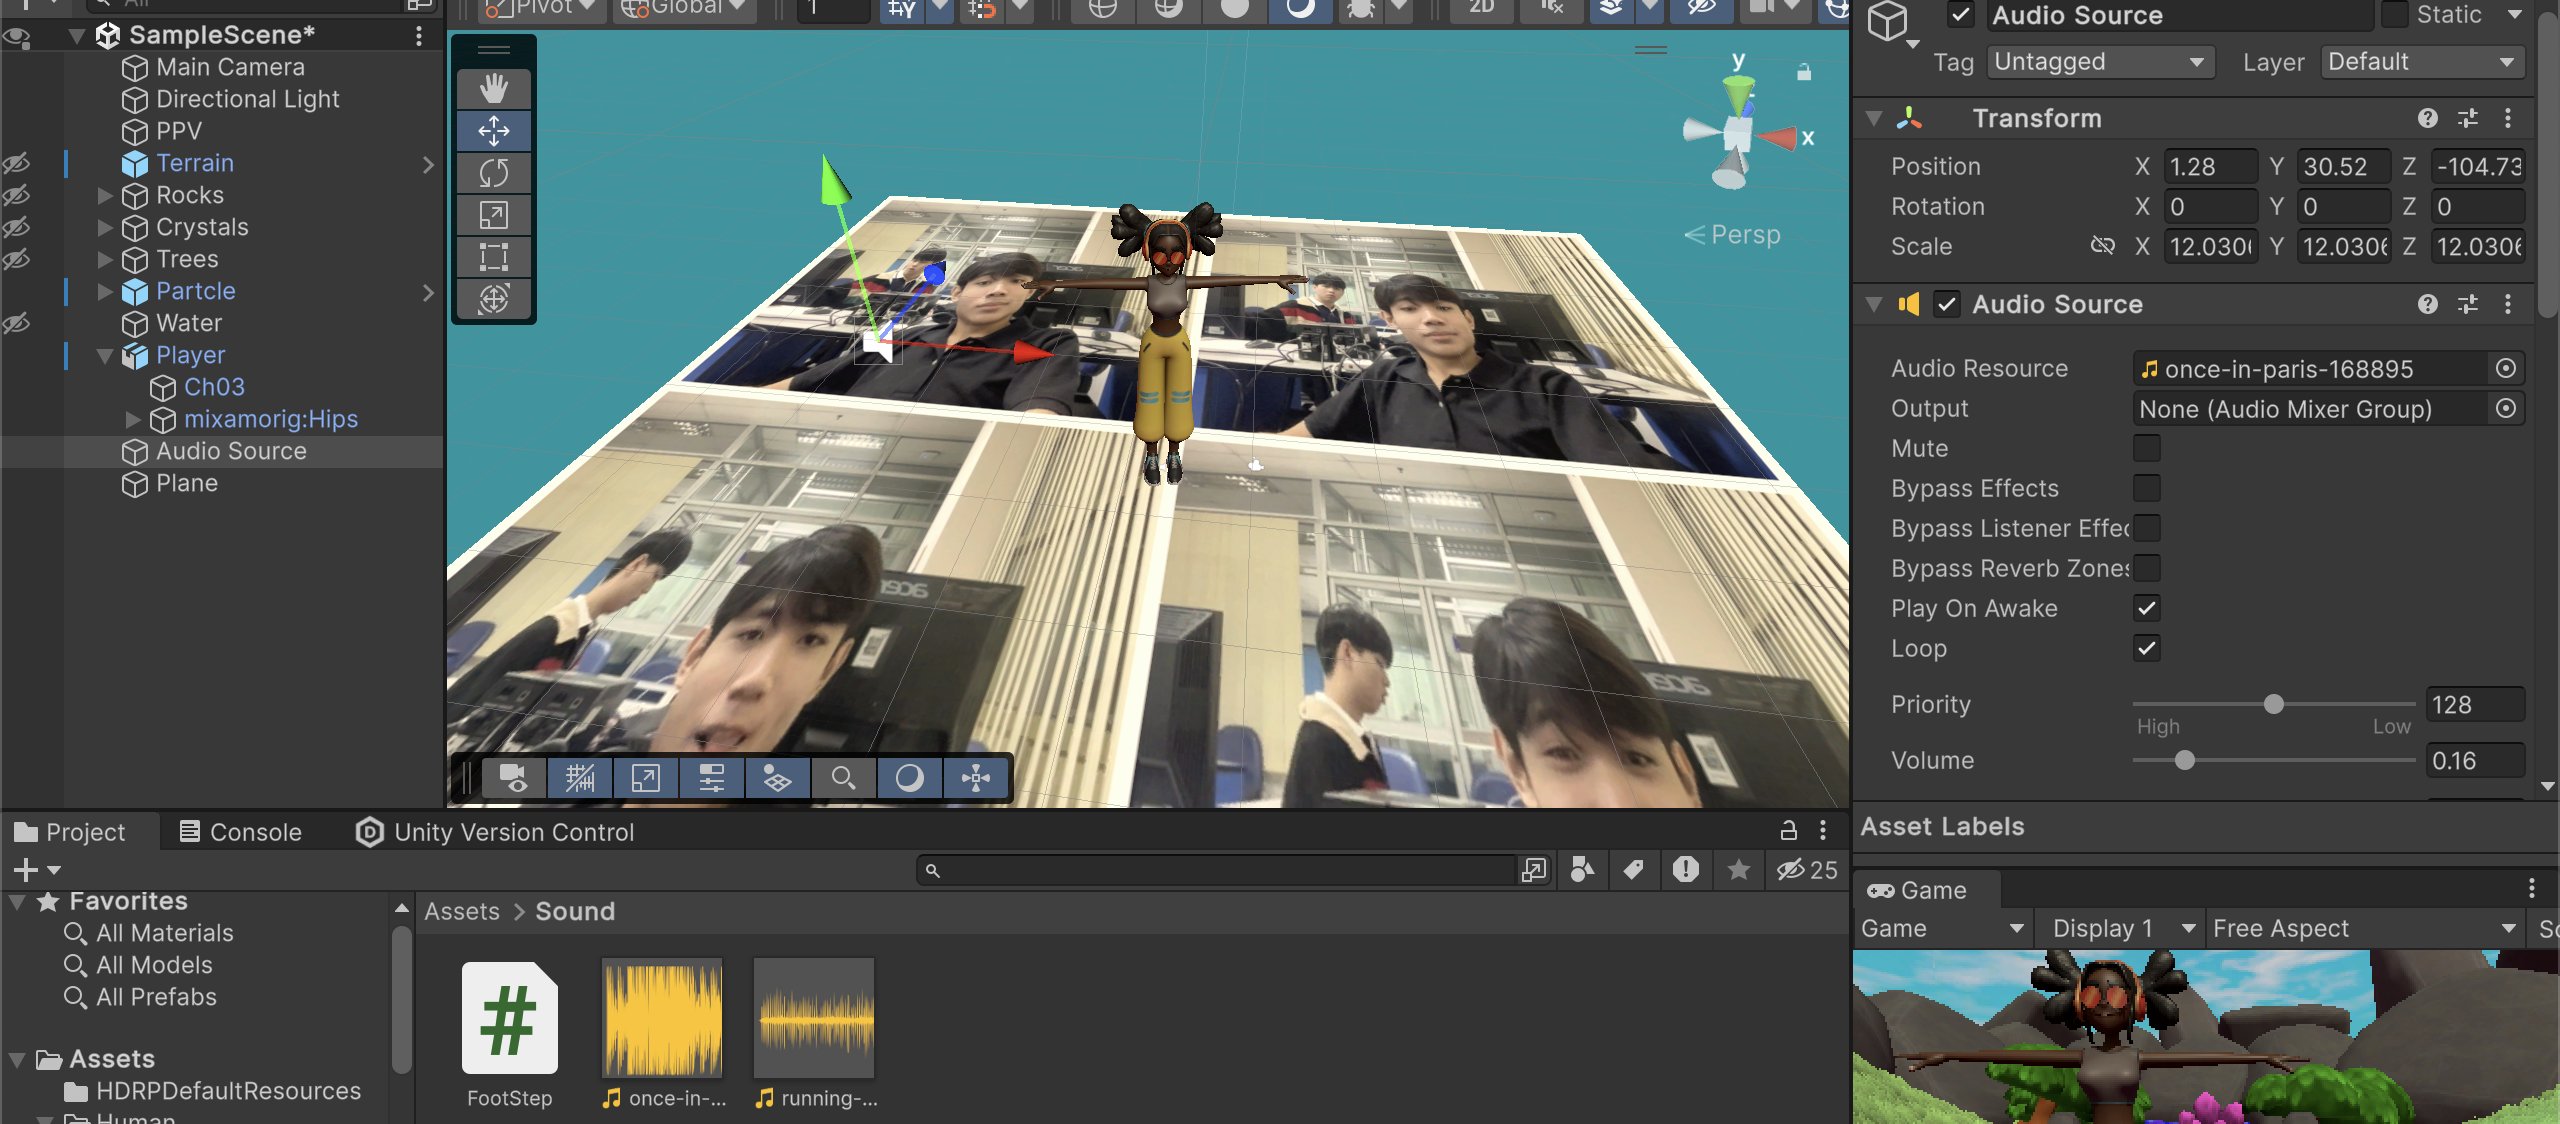 All
Pivot
Global
1
2D
SampleScene*
Main Camera
Directional Light
PPV
Terrain
Rocks
Crystals
Trees
Partcle
Water
Player
Ch03
mixamorig:Hips
Audio Source
Plane
y
x
Persp
acer
acer
Audio Source
Static
Tag
Untagged
Layer
Default
Transform
Position X 1.28 Y 30.52 Z -104.73
Rotation X 0 Y 0 Z 0
Scale X 12.030 Y 12.0306 Z 12.0306
Audio Source
Audio Resource
once-in-paris-168895
Output
None (Audio Mixer Group)
Mute
Bypass Effects
Bypass Listener Effec
Bypass Reverb Zones
Play On Awake
Loop
Priority
128
High
Low
Volume
0.16
Asset Labels
Game
Game
Display 1
Free Aspect
Sc
Project
Console
Unity Version Control
25
Favorites
All Materials
All Models
All Prefabs
Assets
HDRPDefaultResources
Human
Assets > Sound
#
FootStep
once-in-...
running-...